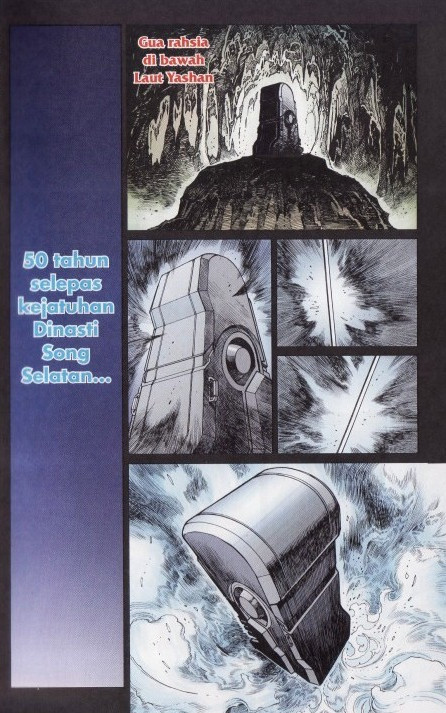 Gua rahsia
di bawah
Laut Yashan
50 tahun
selepas
kejatuhan
Dinasti
Song
Selatan...